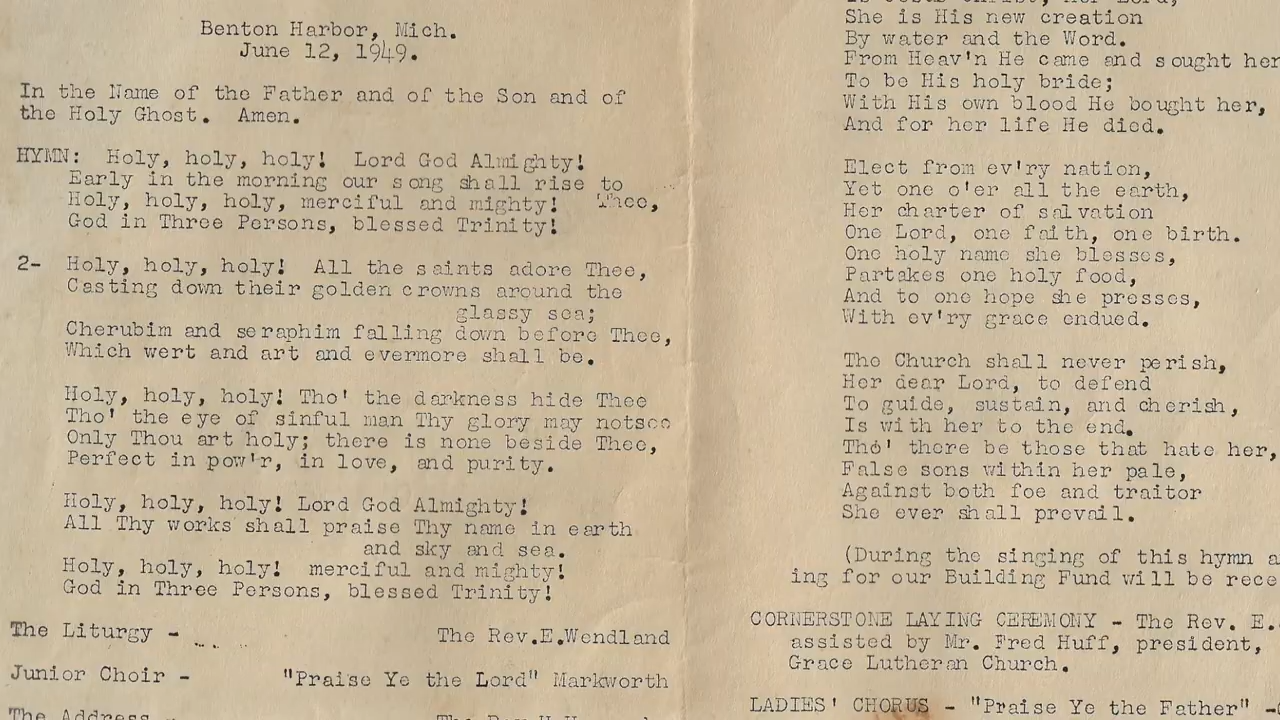 Benton Harbor, Mich.
June 12, 1949.
In the Name of the Father and of the Son and of
the Holy Ghost. Amen.
HYMN: Holy, holy, holy! Lord God Almighty!
Early in the morning our song shall rise to
Holy, holy, holy, merciful and mighty! Thee,
God in Three Persons, blessed Trinity!
2- Holy, holy, holy! All the saints adore Thee,
Casting down their golden crowns around the
glassy sea;
Cherubim and seraphim falling down before Thee,
Which wert and art and evermore shall be.
Holy, holy, holy! Tho' the darkness hide Thee
Tho' the eye of sinful man Thy glory may notsee
Only Thou art holy; there is none beside Thee,
Perfect in pow'r, in love, and purity.
Holy, holy, holy! Lord God Almighty!
All Thy works shall praise Thy name in earth
and sky and sea.
Holy, holy, holy! merciful and mighty!
God in Three Persons, blessed Trinity!
The Liturgy - The Rev.E.Wendland
Junior Choir - "Praise Ye the Lord" Markworth
The Address - The Rev.
She is His new creation
By water and the Word.
From Heav'n He came and sought her
To be His holy bride;
With His own blood He bought her,
And for her life He died.
Elect from ev'ry nation,
Yet one o'er all the earth,
Her charter of salvation
One Lord, one faith, one birth.
One holy name she blesses,
Partakes one holy food,
And to one hope she presses,
With ev'ry grace endued.
The Church shall never perish,
Her dear Lord, to defend
To guide, sustain, and cherish,
Is with her to the end.
Tho' there be those that hate her,
False sons within her pale,
Against both foe and traitor
She ever shall prevail.
(During the singing of this hymn
ing for our Building Fund will be
CORNERSTONE LAYING CEREMONY - The Rev. E.
assisted by Mr. Fred Huff, president,
Grace Lutheran Church.
LADIES' CHORUS - "Praise Ye the Father" -